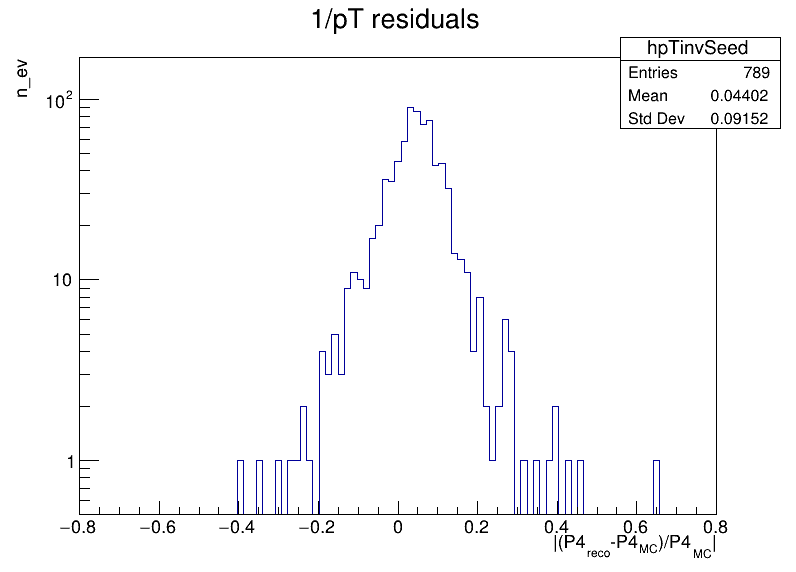 1/pT residuals
hpTinvSeed
Entries 789
Mean 0.04402
Std Dev 0.09152
n_ev
10²
10
1
−0.8 −0.6 −0.4 −0.2 0 0.2 0.4 0.6 0.8
|(P4reco-P4MC)/P4MC|